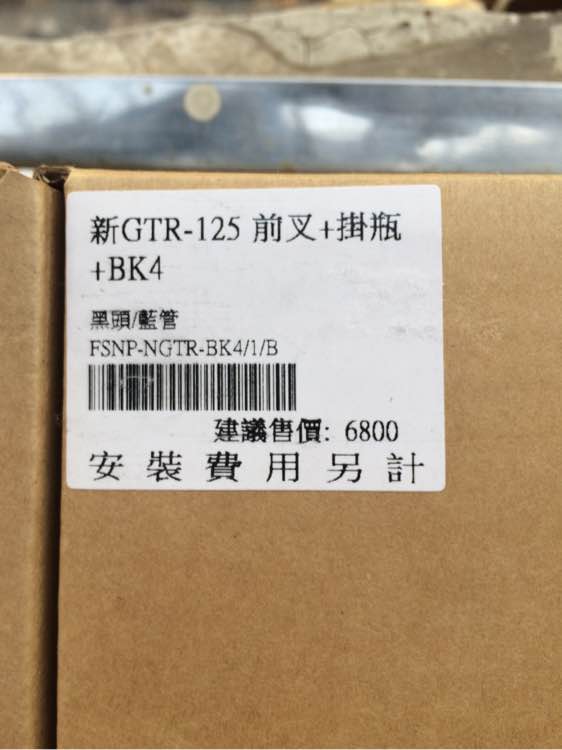 新GTR-125 前叉+掛瓶
+BK4
黑頭/藍管
FSNP-NGTR-BK4/1/B
建議售價: 6800
安裝費用另計